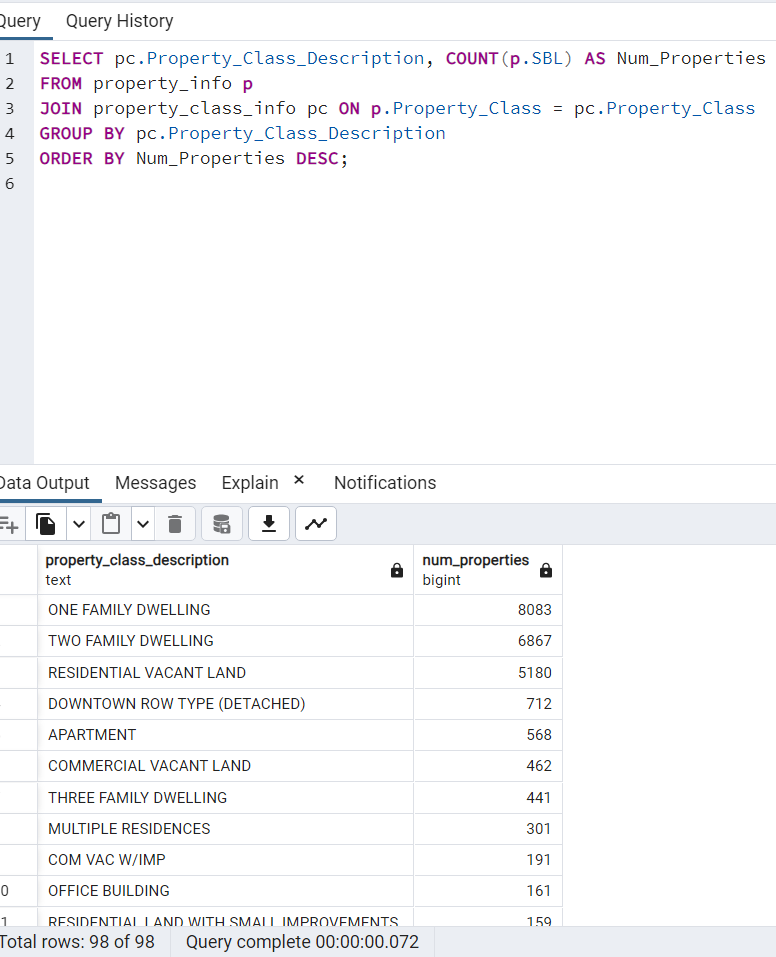 Query Query History
1 SELECT pc.Property_Class_Description, COUNT(p.SBL) AS Num_Properties
2 FROM property_info p
3 JOIN property_class_info pc ON p.Property_Class = pc.Property_Class
4 GROUP BY pc.Property_Class_Description
5 ORDER BY Num_Properties DESC;
6
Data Output Messages Explain × Notifications
property_class_description num_properties
text bigint
ONE FAMILY DWELLING 8083
TWO FAMILY DWELLING 6867
RESIDENTIAL VACANT LAND 5180
DOWNTOWN ROW TYPE (DETACHED) 712
APARTMENT 568
COMMERCIAL VACANT LAND 462
THREE FAMILY DWELLING 441
MULTIPLE RESIDENCES 301
COM VAC W/IMP 191
0 OFFICE BUILDING 161
1 RESIDENTIAL LAND WITH SMALL IMPROVEMENTS 159
Total rows: 98 of 98 Query complete 00:00:00.072